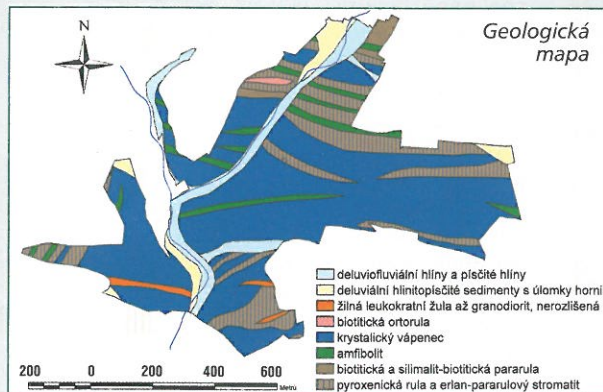 Geologická
mapa
N
deluviofluviální hlíny a písčité hlíny
deluviální hlinitopísčité sedimenty s úlomky horni
žilná leukokratní žula až granodiorit, nerozlišená
biotitická ortorula
krystalický vápenec
amfibolit
biotitická a silimalit-biotitická pararula
pyroxenická rula a erlan-pararulový stromatit
200 0 200 400 600
Metrů